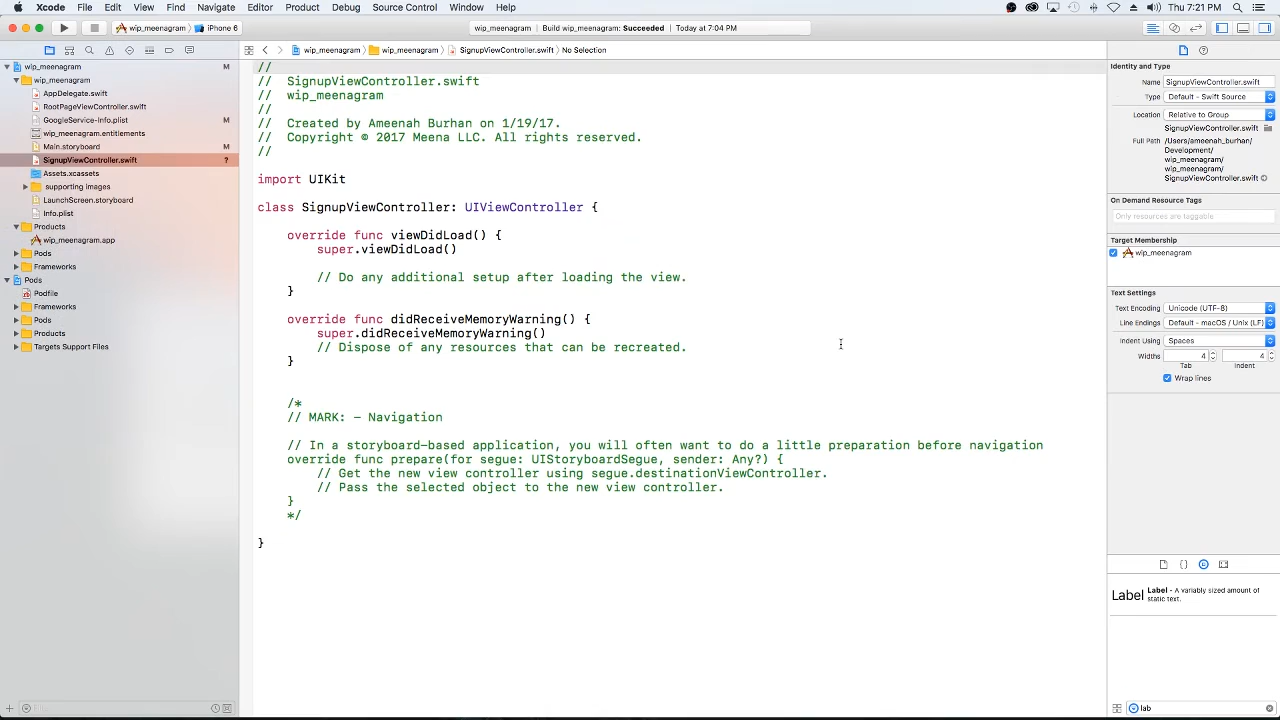 Xcode File Edit View Find Navigate Editor Product Debug Source Control Window Help Thu 7:21 PM
wip_meenagram iPhone 6 wip_meenagram Build wip_meenagram: Succeeded Today at 7:04 PM
wip_meenagram wip_meenagram SignupViewController.swift No Selection
wip_meenagram M
wip_meenagram
AppDelegate.swift
RootPageViewController.swift
GoogleService-Info.plist M
wip_meenagram.entitlements
Main.storyboard M
SignupViewController.swift ?
Assets.xcassets
supporting images
LaunchScreen.storyboard
Info.plist
Products
wip_meenagram.app
Pods
Frameworks
Pods
Podfile
Frameworks
Pods
Products
Targets Support Files
//
// SignupViewController.swift
// wip_meenagram
//
// Created by Ameenah Burhan on 1/19/17.
// Copyright © 2017 Meena LLC. All rights reserved.
//
import UIKit
class SignupViewController: UIViewController {
override func viewDidLoad() {
super.viewDidLoad()
// Do any additional setup after loading the view.
}
override func didReceiveMemoryWarning() {
super.didReceiveMemoryWarning()
// Dispose of any resources that can be recreated.
}
/*
// MARK: - Navigation
// In a storyboard-based application, you will often want to do a little preparation before navigation
override func prepare(for segue: UIStoryboardSegue, sender: Any?) {
// Get the new view controller using segue.destinationViewController.
// Pass the selected object to the new view controller.
}
*/
}
Identity and Type
Name SignupViewController.swift
Type Default - Swift Source
Location Relative to Group
SignupViewController.swift
Full Path /Users/ameenah_burhan/
Development/
wip_meenagram/
wip_meenagram/
SignupViewController.swift
On Demand Resource Tags
Only resources are taggable
Target Membership
wip_meenagram
Text Settings
Text Encoding Unicode (UTF-8)
Line Endings Default - macOS / Unix (LF)
Indent Using Spaces
Widths 4 4
Tab Indent
Wrap lines
Label Label - A variably sized amount of
static text.
lab